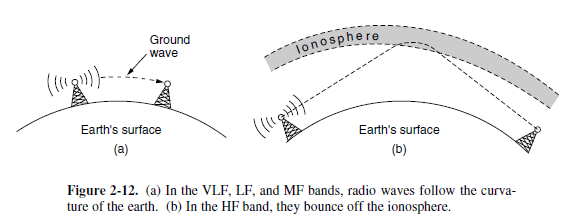 Ground
wave
Ionosphere
Earth's surface
Earth's surface
(a)
(b)
Figure 2-12. (a) In the VLF, LF, and MF bands, radio waves follow the curva-
ture of the earth. (b) In the HF band, they bounce off the ionosphere.